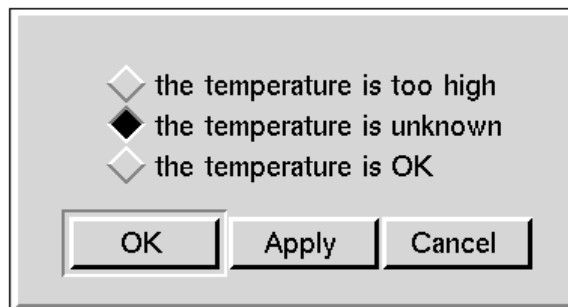 the temperature is too high
the temperature is unknown
the temperature is OK
OK Apply Cancel